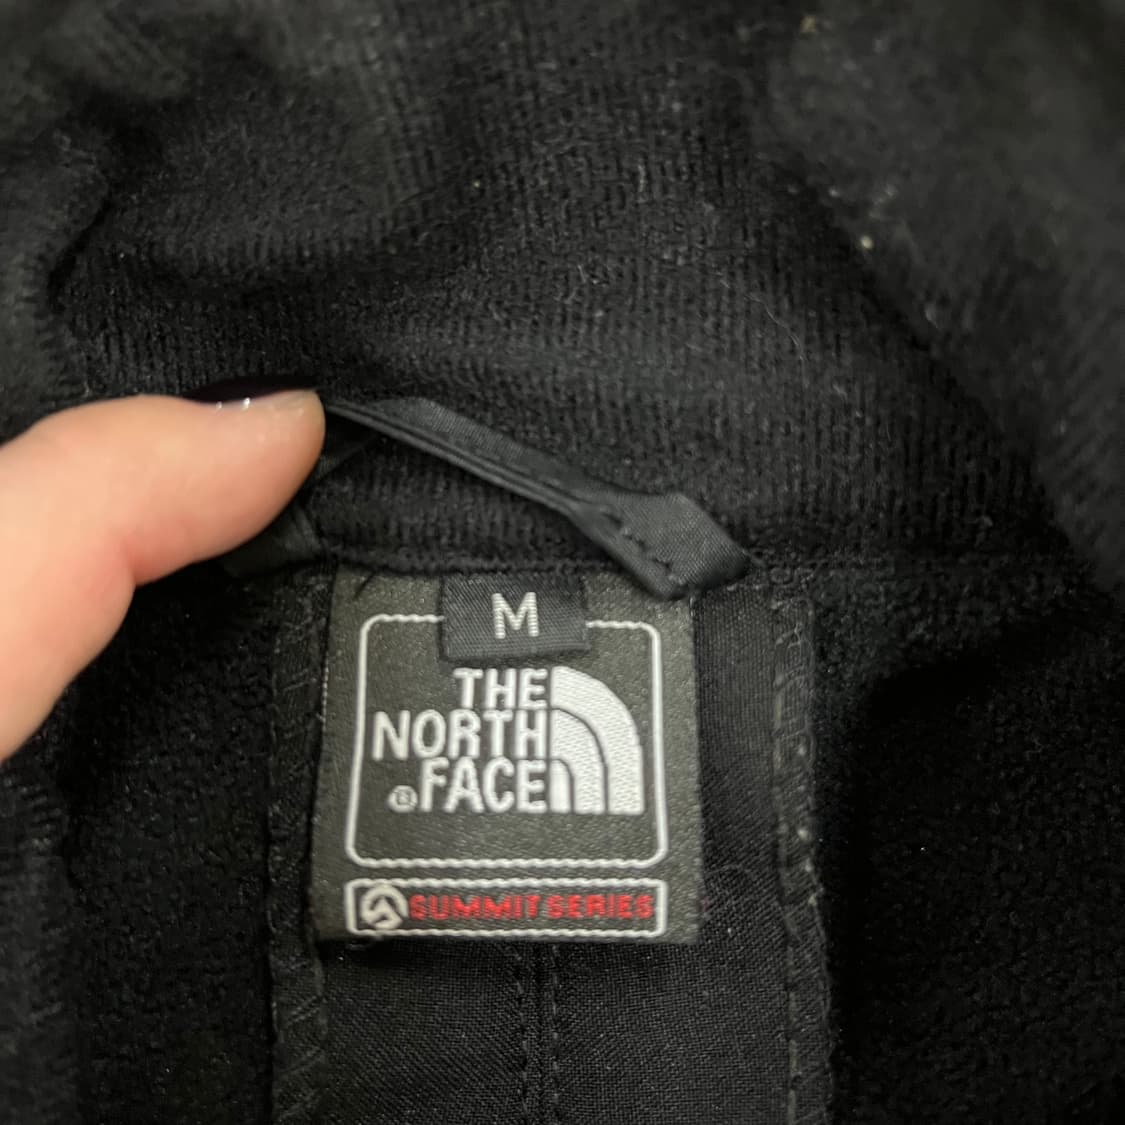 M
THE
NORTH
®FACE
SUMMIT SERIES